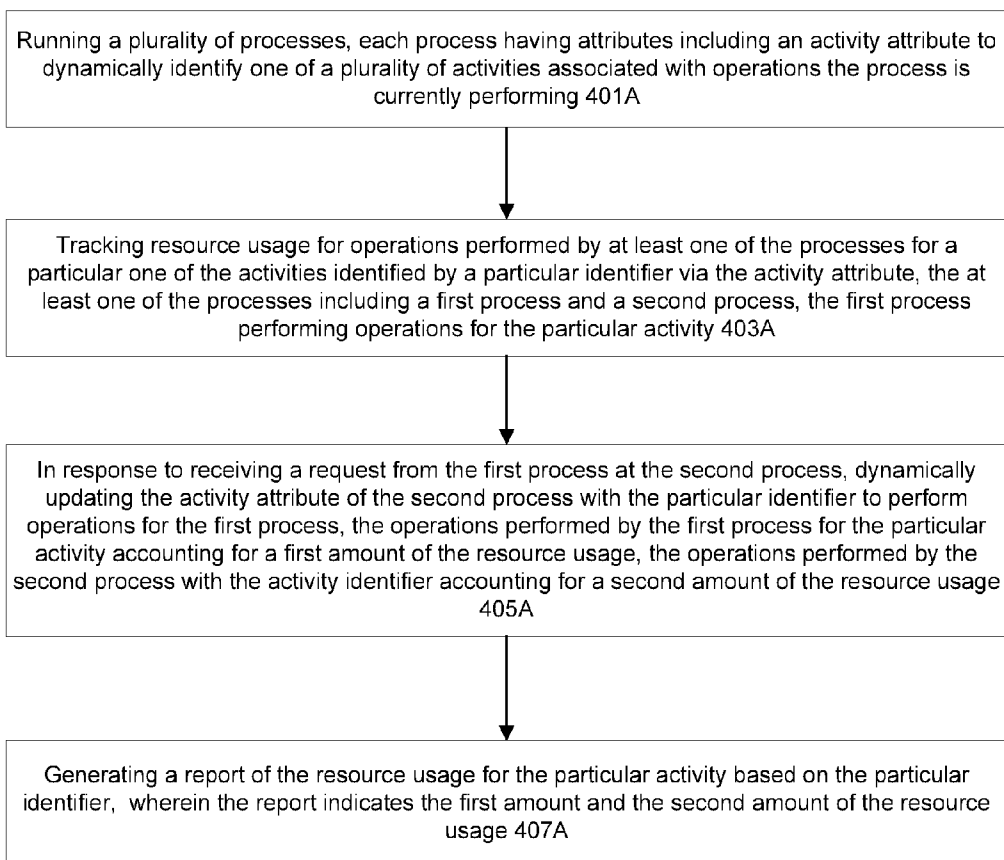 Running a plurality of processes, each process having attributes including an activity attribute to
dynamically identify one of a plurality of activities associated with operations the process is
currently performing 401A
Tracking resource usage for operations performed by at least one of the processes for a
particular one of the activities identified by a particular identifier via the activity attribute, the at
least one of the processes including a first process and a second process, the first process
performing operations for the particular activity 403A
In response to receiving a request from the first process at the second process, dynamically
updating the activity attribute of the second process with the particular identifier to perform
operations for the first process, the operations performed by the first process for the particular
activity accounting for a first amount of the resource usage, the operations performed by the
second process with the activity identifier accounting for a second amount of the resource usage
405A
Generating a report of the resource usage for the particular activity based on the particular
identifier, wherein the report indicates the first amount and the second amount of the resource
usage 407A